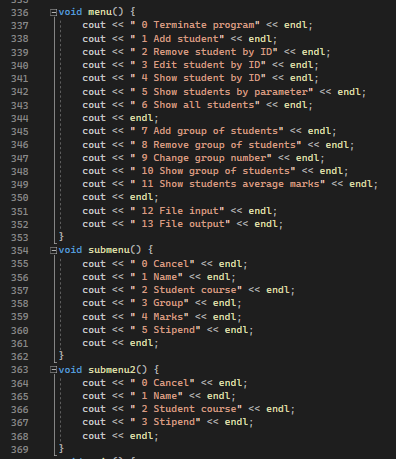 336 void menu() {
337 cout << " 0 Terminate program" << endl;
338 cout << " 1 Add student" << endl;
339 cout << " 2 Remove student by ID" << endl;
340 cout << " 3 Edit student by ID" << endl;
341 cout << " 4 Show student by ID" << endl;
342 cout << " 5 Show students by parameter" << endl;
343 cout << " 6 Show all students" << endl;
344 cout << endl;
345 cout << " 7 Add group of students" << endl;
346 cout << " 8 Remove group of students" << endl;
347 cout << " 9 Change group number" << endl;
348 cout << " 10 Show group of students" << endl;
349 cout << " 11 Show students average marks" << endl;
350 cout << endl;
351 cout << " 12 File input" << endl;
352 cout << " 13 File output" << endl;
353 }
354 void submenu() {
355 cout << " 0 Cancel" << endl;
356 cout << " 1 Name" << endl;
357 cout << " 2 Student course" << endl;
358 cout << " 3 Group" << endl;
359 cout << " 4 Marks" << endl;
360 cout << " 5 Stipend" << endl;
361 cout << endl;
362 }
363 void submenu2() {
364 cout << " 0 Cancel" << endl;
365 cout << " 1 Name" << endl;
366 cout << " 2 Student course" << endl;
367 cout << " 3 Stipend" << endl;
368 cout << endl;
369 }